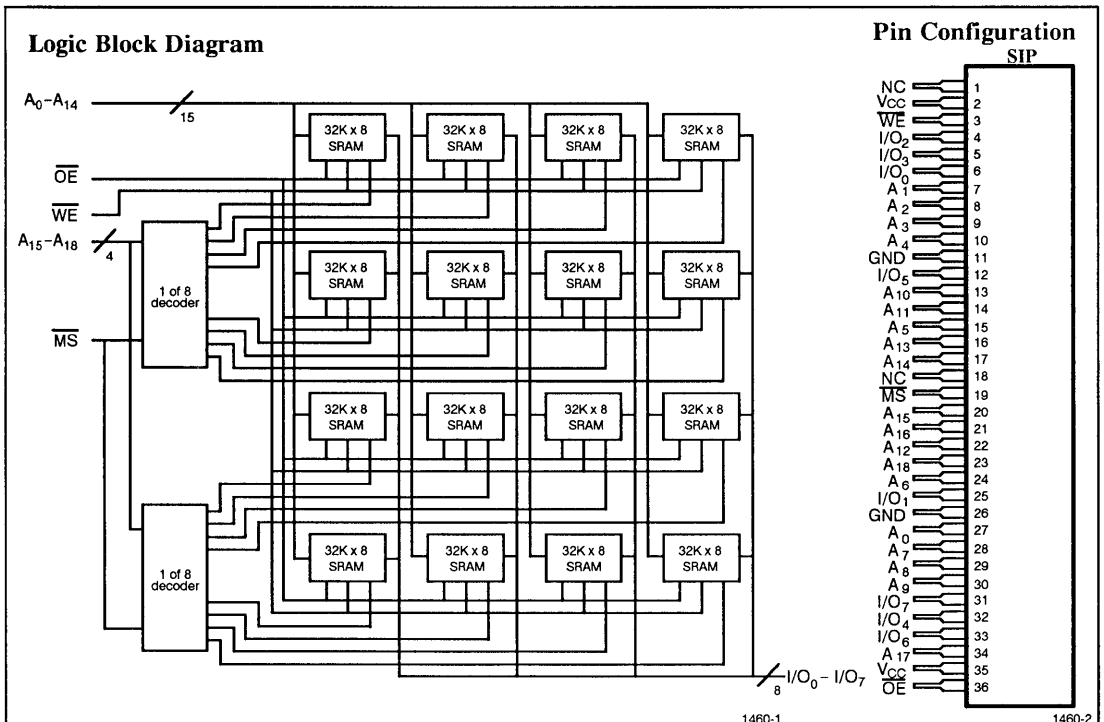 Logic Block Diagram
A0–A14
15
OE
WE
A15–A18
4
MS
1 of 8
decoder
1 of 8
decoder
32K x 8
SRAM
32K x 8
SRAM
32K x 8
SRAM
32K x 8
SRAM
32K x 8
SRAM
32K x 8
SRAM
32K x 8
SRAM
32K x 8
SRAM
32K x 8
SRAM
32K x 8
SRAM
32K x 8
SRAM
32K x 8
SRAM
32K x 8
SRAM
32K x 8
SRAM
32K x 8
SRAM
32K x 8
SRAM
8
I/O0 – I/O7
1460-1
Pin Configuration
SIP
NC 1
VCC 2
WE 3
I/O2 4
I/O3 5
I/O0 6
A1 7
A2 8
A3 9
A4 10
GND 11
I/O5 12
A10 13
A11 14
A5 15
A13 16
A14 17
NC 18
MS 19
A15 20
A16 21
A12 22
A18 23
A6 24
I/O1 25
GND 26
A0 27
A7 28
A8 29
A9 30
I/O7 31
I/O4 32
I/O6 33
A17 34
VCC 35
OE 36
1460-2